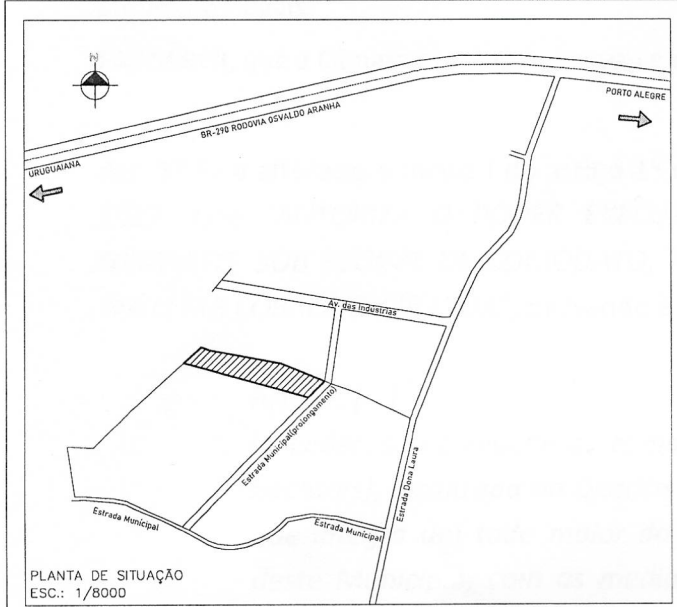 N
PORTO ALEGRE
BR-290 RODOVIA OSVALDO ARANHA
URUGUAIANA
Av. das Industrias
Estrada Municipal(prolongamento)
Estrada Dona Laura
Estrada Municipal
Estrada Municipal
PLANTA DE SITUAÇÃO
ESC.: 1/8000